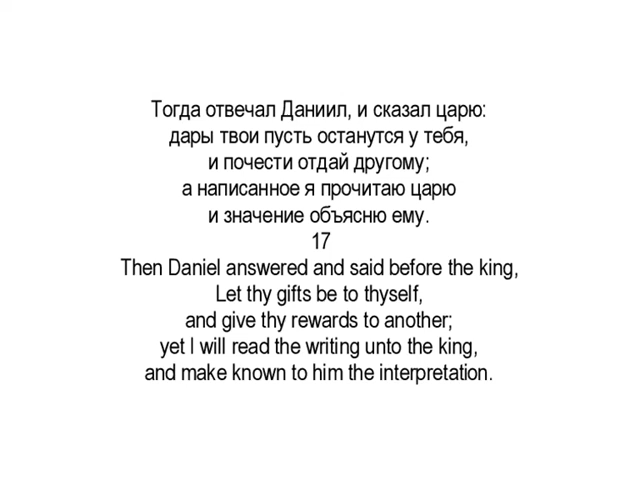 Тогда отвечал Даниил, и сказал царю:
дары твои пусть останутся у тебя,
и почести отдай другому;
а написанное я прочитаю царю
и значение объясню ему.
17
Then Daniel answered and said before the king,
Let thy gifts be to thyself,
and give thy rewards to another;
yet I will read the writing unto the king,
and make known to him the interpretation.